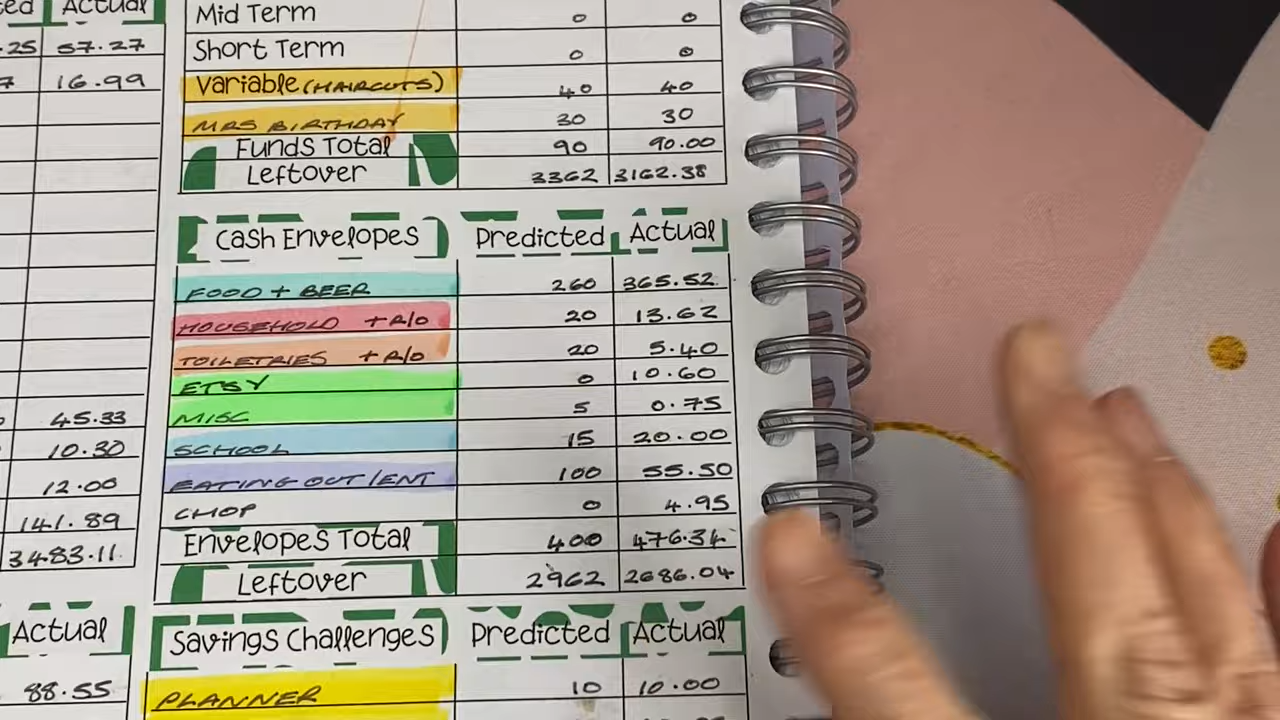 ed Actual
.25 57.27
7 16.99
45.33
10.30
12.00
141.89
3483.11
Actual
88.55
Mid Term 0 0
Short Term 0 0
Variable (HAIRCUTS) 40 40
MRS BIRTHDAY 30 30
Funds Total 90 90.00
Leftover 3362 3162.38
Cash Envelopes Predicted Actual
FOOD + BEER 260 365.52
HOUSEHOLD + R/O 20 13.62
TOILETRIES + R/O 20 5.40
ETSY 0 10.60
MISC 5 0.75
SCHOOL 15 20.00
EATING OUT/ENT 100 55.50
CHOP 0 4.95
Envelopes Total 400 476.34
Leftover 2962 2686.04
Savings Challenges Predicted Actual
PLANNER 10 10.00